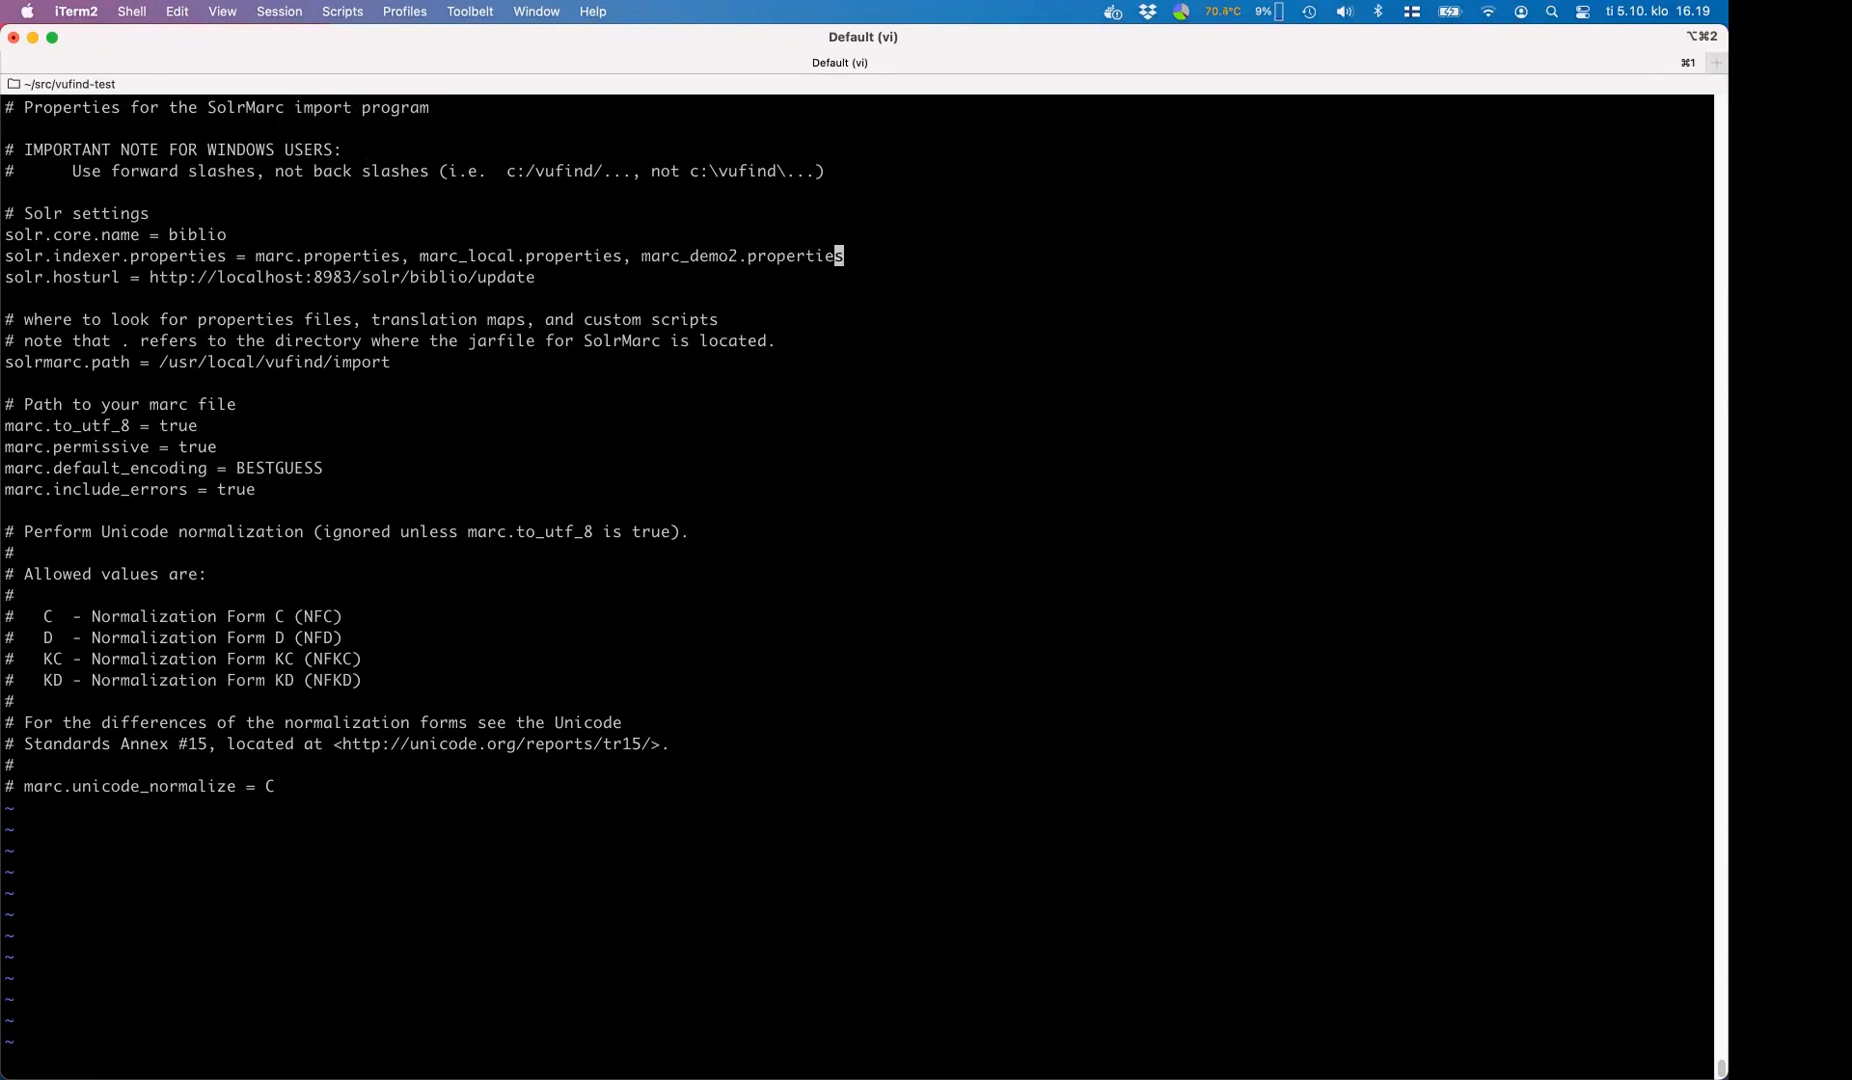 iTerm2 Shell Edit View Session Scripts Profiles Toolbelt Window Help 70,8°C 9% ti 5.10. klo 16.19
Default (vi) ⌥⌘2
Default (vi) ⌘1
~/src/vufind-test
# Properties for the SolrMarc import program
# IMPORTANT NOTE FOR WINDOWS USERS:
#      Use forward slashes, not back slashes (i.e.  c:/vufind/..., not c:\vufind\...)
# Solr settings
solr.core.name = biblio
solr.indexer.properties = marc.properties, marc_local.properties, marc_demo2.properties
solr.hosturl = http://localhost:8983/solr/biblio/update
# where to look for properties files, translation maps, and custom scripts
# note that . refers to the directory where the jarfile for SolrMarc is located.
solrmarc.path = /usr/local/vufind/import
# Path to your marc file
marc.to_utf_8 = true
marc.permissive = true
marc.default_encoding = BESTGUESS
marc.include_errors = true
# Perform Unicode normalization (ignored unless marc.to_utf_8 is true).
#
# Allowed values are:
#
#   C  - Normalization Form C (NFC)
#   D  - Normalization Form D (NFD)
#   KC - Normalization Form KC (NFKC)
#   KD - Normalization Form KD (NFKD)
#
# For the differences of the normalization forms see the Unicode
# Standards Annex #15, located at <http://unicode.org/reports/tr15/>.
#
# marc.unicode_normalize = C
~
~
~
~
~
~
~
~
~
~
~
~